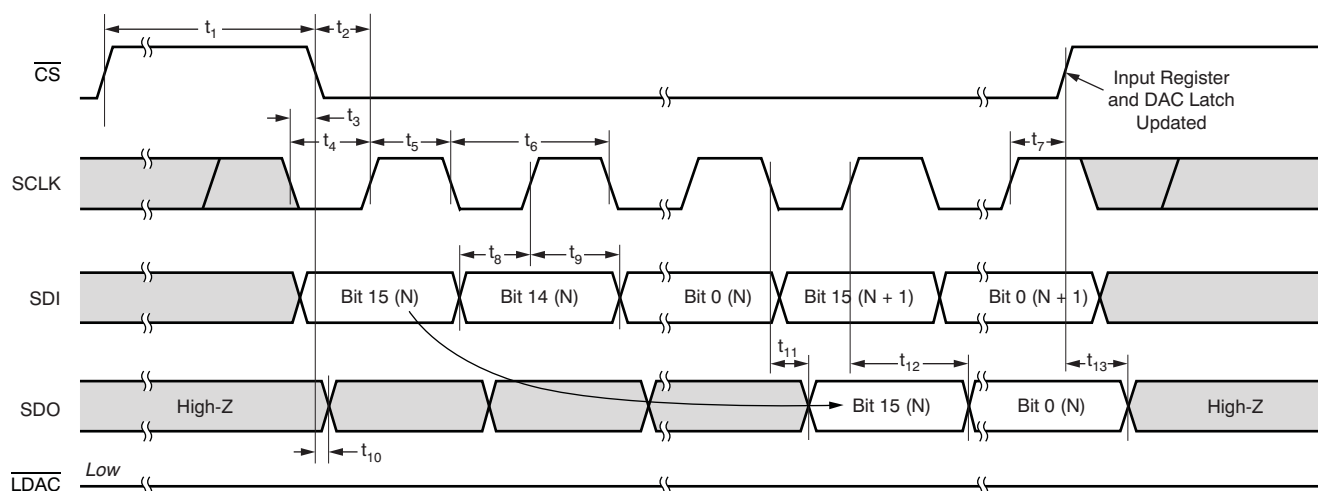 t1
t2
CS
Input Register
and DAC Latch
Updated
t3
t4
t5
t6
t7
SCLK
t8
t9
SDI
Bit 15 (N)
Bit 14 (N)
Bit 0 (N)
Bit 15 (N + 1)
Bit 0 (N + 1)
t11
t12
t13
SDO
High-Z
Bit 15 (N)
Bit 0 (N)
High-Z
t10
LDAC
Low